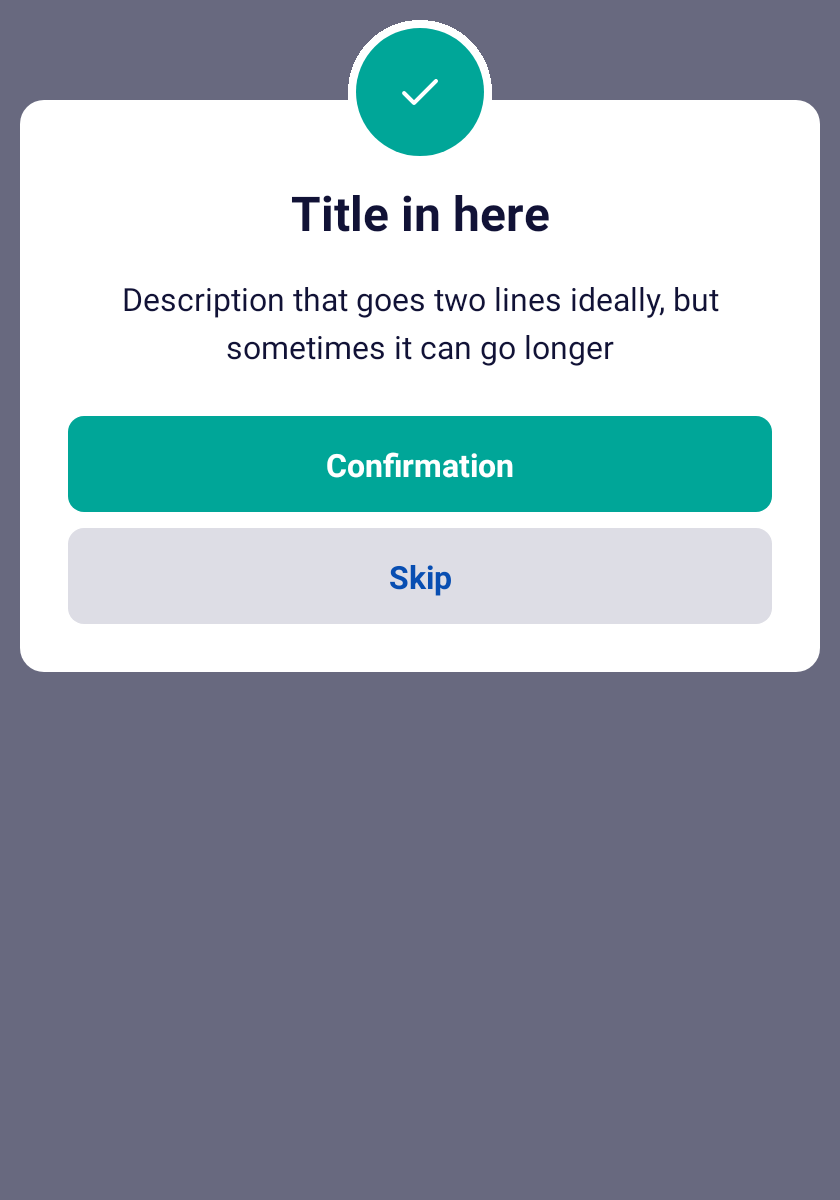 Title in here
Description that goes two lines ideally, but
sometimes it can go longer
Confirmation
Skip